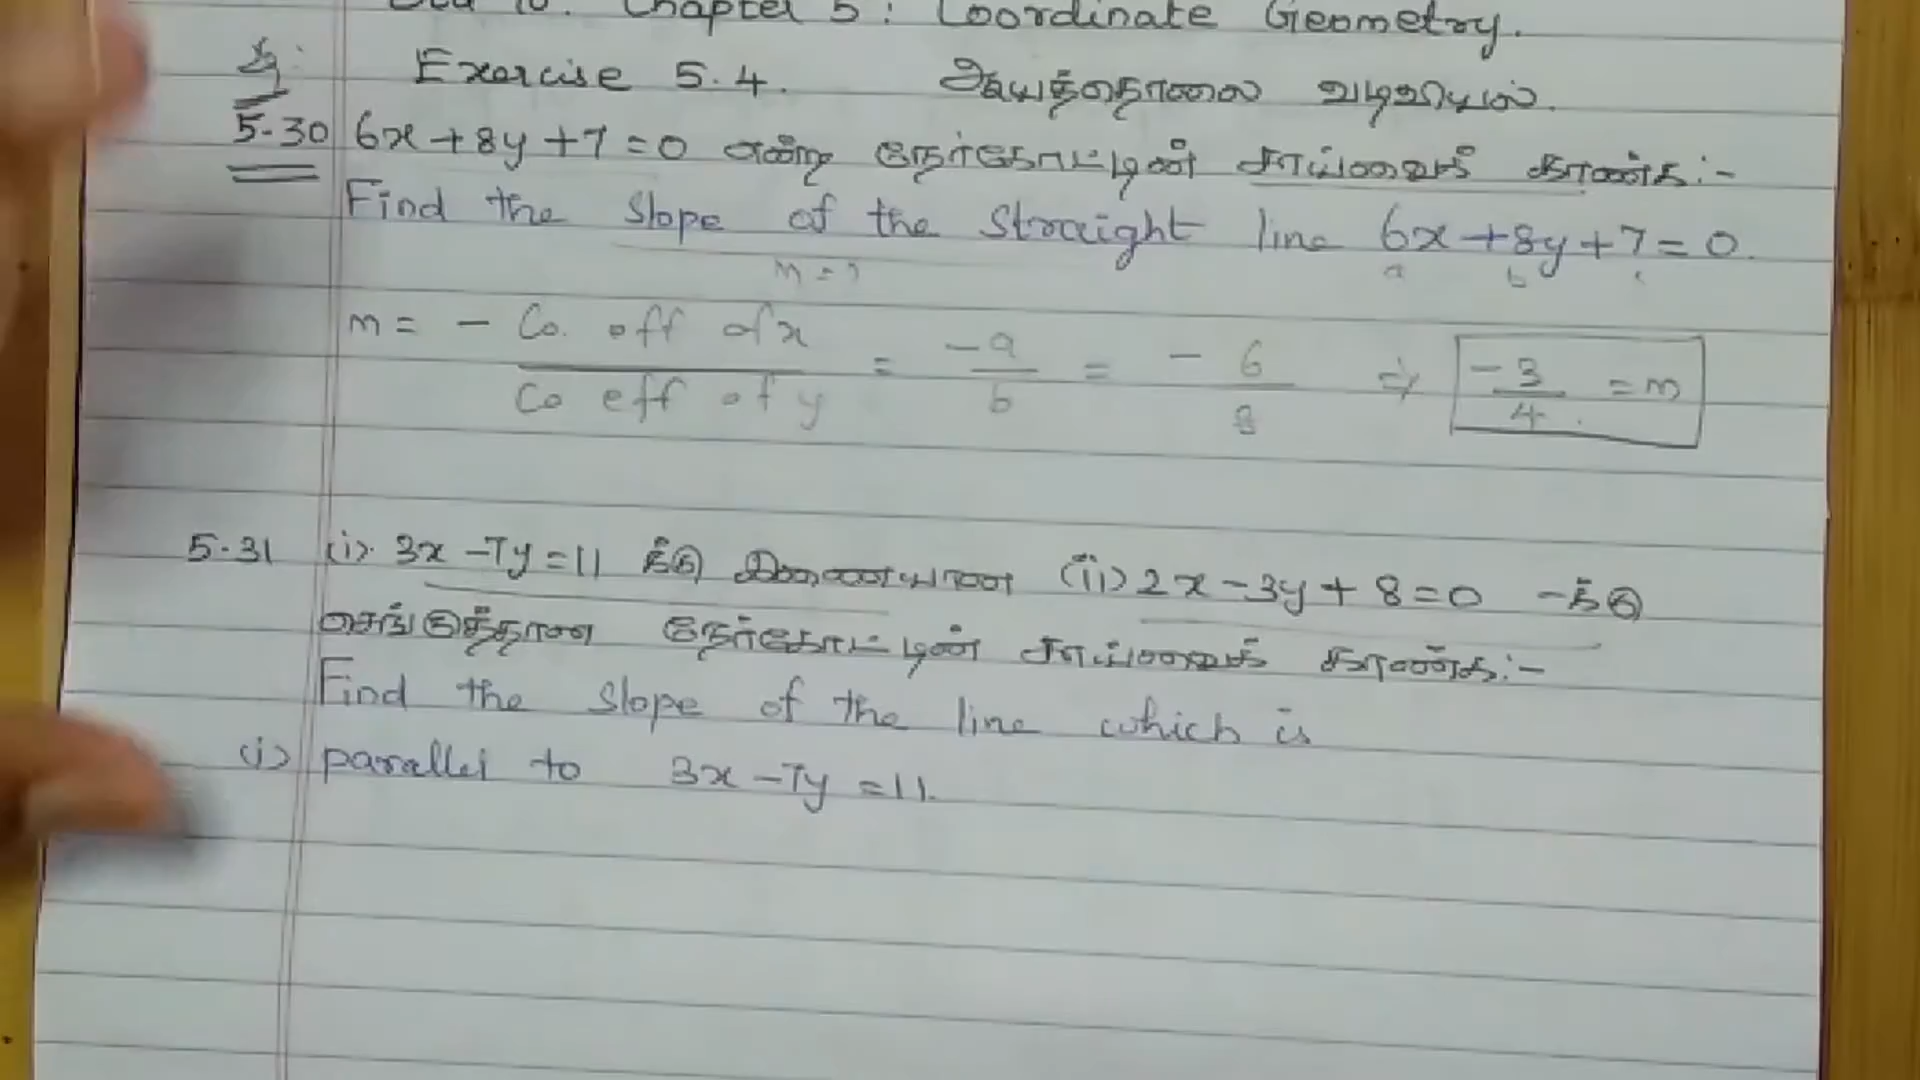 Std 10. Chapter 5: Coordinate Geometry.
எ.கா: Exercise 5.4. ஆயத்தொலை வடிவியல்.
5.30 6x+8y+7=0 என்ற நேர்கோட்டின் சாய்வைக் காண்க:-
Find the slope of the straight line 6x+8y+7=0.
m=? a b c
m= - Co. eff of x / Co eff of y = -a/b = -6/8 ⇒ -3/4 = m
5.31 (i). 3x-7y=11 க்கு இணையான (ii) 2x-3y+8=0 -க்கு
செங்குத்தான நேர்கோட்டின் சாய்வைக் காண்க:-
Find the slope of the line which is
(i) parallel to 3x-7y=11.